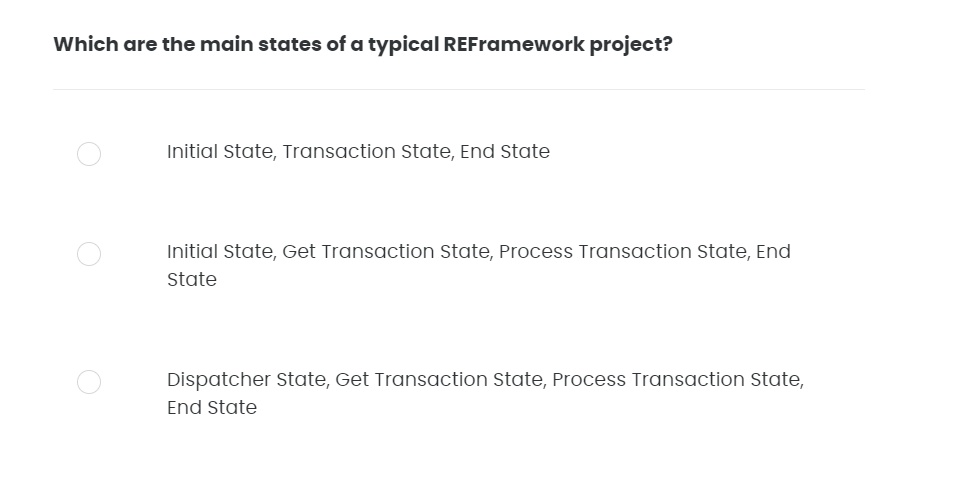 Which are the main states of a typical REFramework project?
Initial State, Transaction State, End State
Initial State, Get Transaction State, Process Transaction State, End
State
Dispatcher State, Get Transaction State, Process Transaction State,
End State